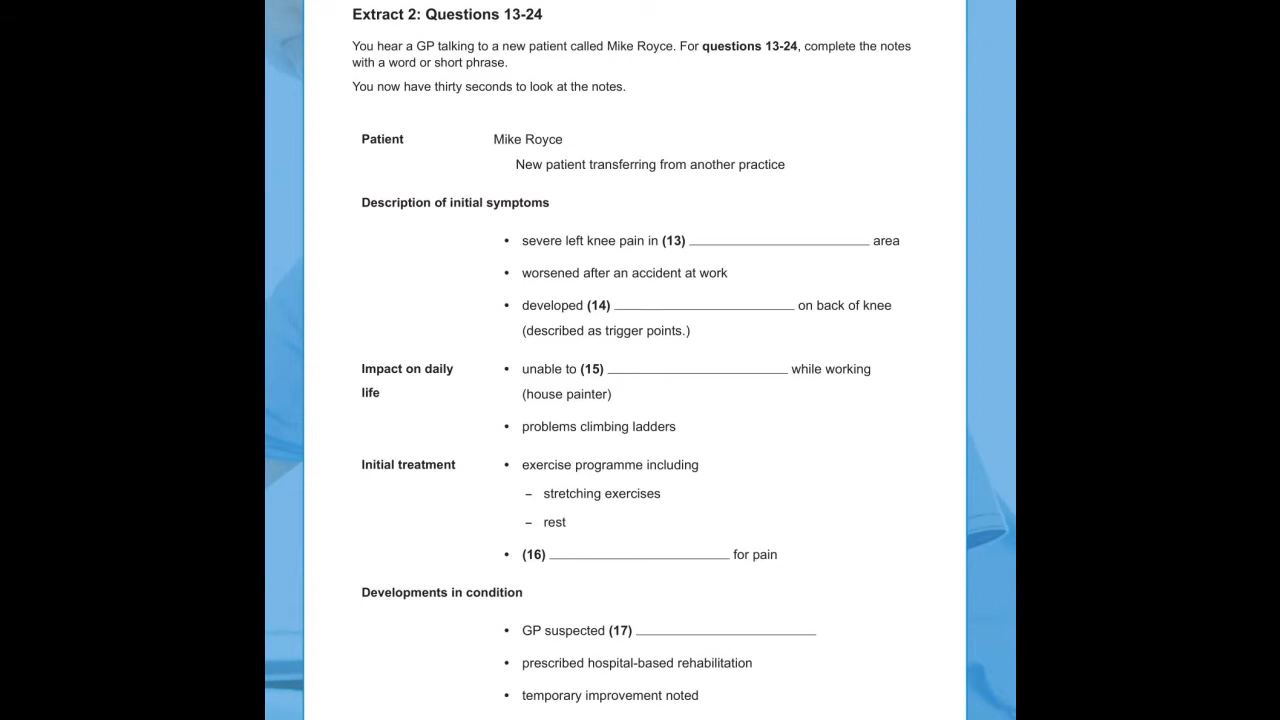 Extract 2: Questions 13-24
You hear a GP talking to a new patient called Mike Royce. For questions 13-24, complete the notes
with a word or short phrase.
You now have thirty seconds to look at the notes.
Patient Mike Royce
New patient transferring from another practice
Description of initial symptoms
• severe left knee pain in (13) ________________________ area
• worsened after an accident at work
• developed (14) ________________________ on back of knee
(described as trigger points.)
Impact on daily • unable to (15) ________________________ while working
life (house painter)
• problems climbing ladders
Initial treatment • exercise programme including
– stretching exercises
– rest
• (16) ________________________ for pain
Developments in condition
• GP suspected (17) ________________________
• prescribed hospital-based rehabilitation
• temporary improvement noted